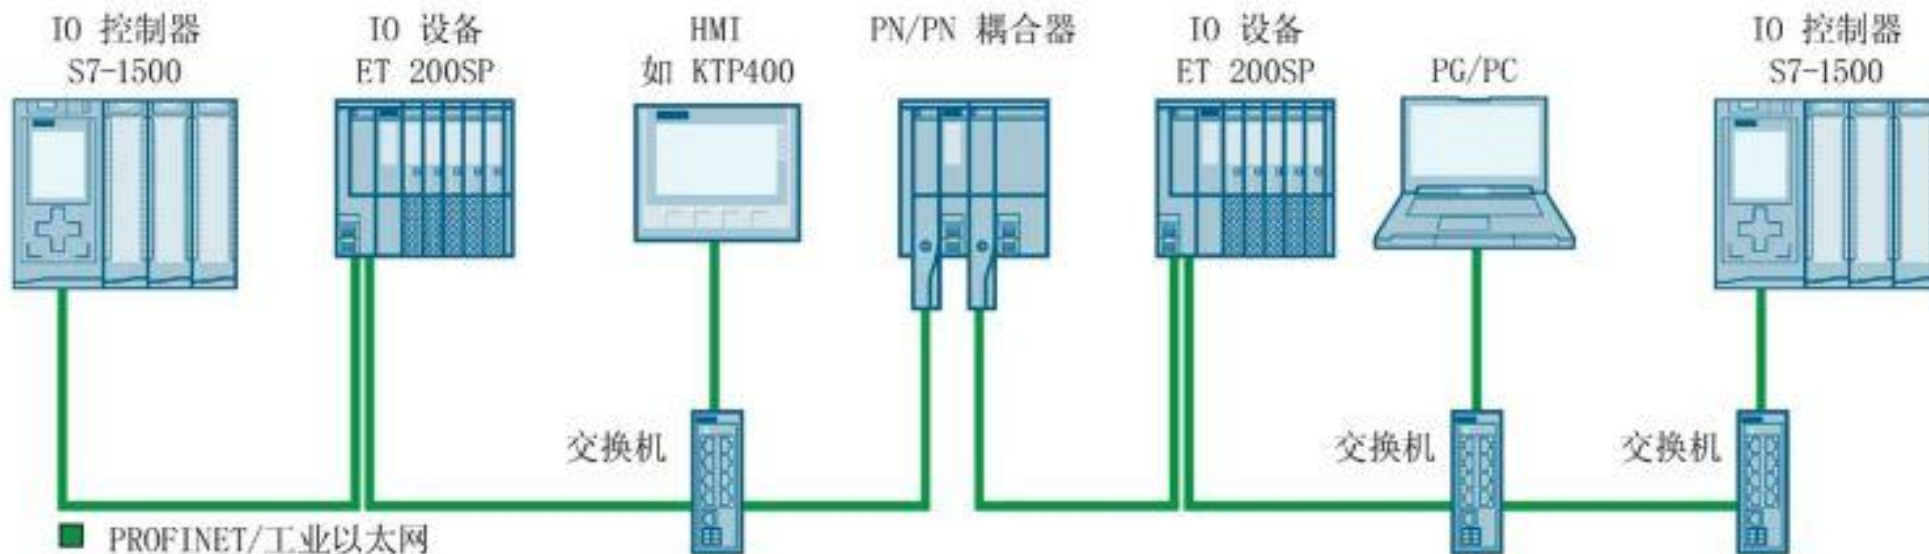 IO 控制器
S7-1500
IO 设备
ET 200SP
HMI
如 KTP400
PN/PN 耦合器
IO 设备
ET 200SP
PG/PC
IO 控制器
S7-1500
交换机
交换机
交换机
PROFINET/工业以太网